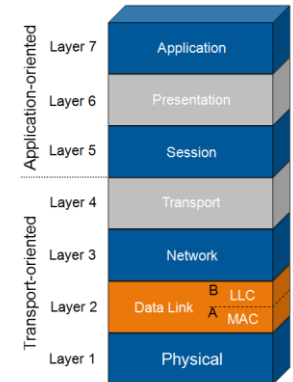 Application-oriented
Transport-oriented
Layer 7 Application
Layer 6 Presentation
Layer 5 Session
Layer 4 Transport
Layer 3 Network
Layer 2 Data Link B LLC
A MAC
Layer 1 Physical